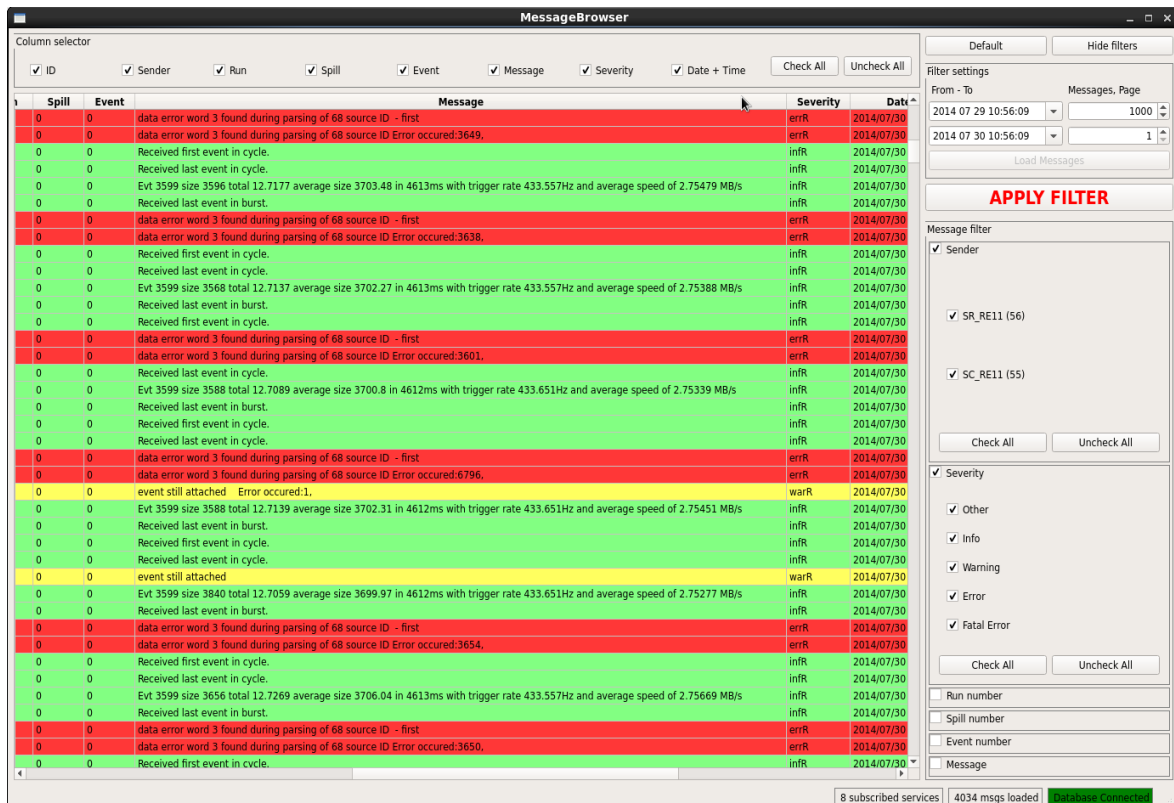 MessageBrowser
Column selector
ID Sender Run Spill Event Message Severity Date + Time Check All Uncheck All
Spill Event Message Severity Date
0 0 data error word 3 found during parsing of 68 source ID - first errR 2014/07/30
0 0 data error word 3 found during parsing of 68 source ID Error occured:3649, errR 2014/07/30
0 0 Received first event in cycle. infR 2014/07/30
0 0 Received last event in cycle. infR 2014/07/30
0 0 Evt 3599 size 3596 total 12.7177 average size 3703.48 in 4613ms with trigger rate 433.557Hz and average speed of 2.75479 MB/s infR 2014/07/30
0 0 Received last event in burst. infR 2014/07/30
0 0 data error word 3 found during parsing of 68 source ID - first errR 2014/07/30
0 0 data error word 3 found during parsing of 68 source ID Error occured:3638, errR 2014/07/30
0 0 Received first event in cycle. infR 2014/07/30
0 0 Received last event in cycle. infR 2014/07/30
0 0 Evt 3599 size 3568 total 12.7137 average size 3702.27 in 4613ms with trigger rate 433.557Hz and average speed of 2.75388 MB/s infR 2014/07/30
0 0 Received last event in burst. infR 2014/07/30
0 0 Received first event in cycle. infR 2014/07/30
0 0 data error word 3 found during parsing of 68 source ID - first errR 2014/07/30
0 0 data error word 3 found during parsing of 68 source ID Error occured:3601, errR 2014/07/30
0 0 Received last event in cycle. infR 2014/07/30
0 0 Evt 3599 size 3588 total 12.7089 average size 3700.8 in 4612ms with trigger rate 433.651Hz and average speed of 2.75339 MB/s infR 2014/07/30
0 0 Received last event in burst. infR 2014/07/30
0 0 Received first event in cycle. infR 2014/07/30
0 0 Received last event in cycle. infR 2014/07/30
0 0 data error word 3 found during parsing of 68 source ID - first errR 2014/07/30
0 0 data error word 3 found during parsing of 68 source ID Error occured:6796, errR 2014/07/30
0 0 event still attached Error occured:1, warR 2014/07/30
0 0 Evt 3599 size 3588 total 12.7139 average size 3702.31 in 4612ms with trigger rate 433.651Hz and average speed of 2.75451 MB/s infR 2014/07/30
0 0 Received last event in burst. infR 2014/07/30
0 0 Received first event in cycle. infR 2014/07/30
0 0 Received last event in cycle. infR 2014/07/30
0 0 event still attached warR 2014/07/30
0 0 Evt 3599 size 3840 total 12.7059 average size 3699.97 in 4612ms with trigger rate 433.651Hz and average speed of 2.75277 MB/s infR 2014/07/30
0 0 Received last event in burst. infR 2014/07/30
0 0 data error word 3 found during parsing of 68 source ID - first errR 2014/07/30
0 0 data error word 3 found during parsing of 68 source ID Error occured:3654, errR 2014/07/30
0 0 Received first event in cycle. infR 2014/07/30
0 0 Received last event in cycle. infR 2014/07/30
0 0 Evt 3599 size 3656 total 12.7269 average size 3706.04 in 4613ms with trigger rate 433.557Hz and average speed of 2.75669 MB/s infR 2014/07/30
0 0 Received last event in burst. infR 2014/07/30
0 0 data error word 3 found during parsing of 68 source ID - first errR 2014/07/30
0 0 data error word 3 found during parsing of 68 source ID Error occured:3650, errR 2014/07/30
0 0 Received first event in cycle. infR 2014/07/30
Default Hide filters
Filter settings
From - To Messages, Page
2014 07 29 10:56:09 1000
2014 07 30 10:56:09 1
Load Messages
APPLY FILTER
Message filter
Sender
SR_RE11 (56)
SC_RE11 (55)
Check All Uncheck All
Severity
Other
Info
Warning
Error
Fatal Error
Check All Uncheck All
Run number
Spill number
Event number
Message
8 subscribed services 4034 msgs loaded Database Connected